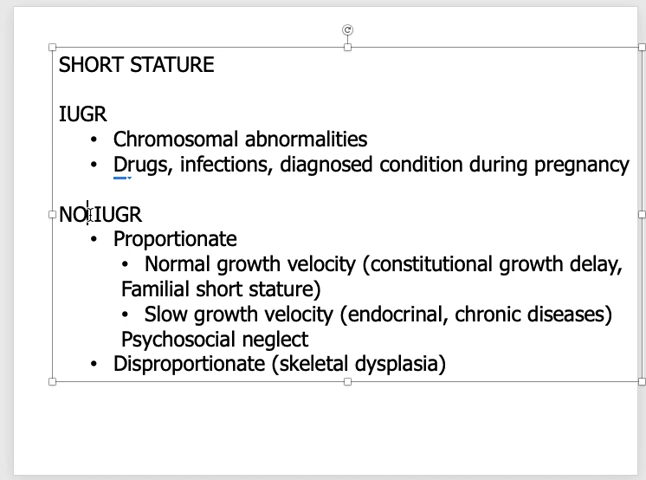 SHORT STATURE
IUGR
• Chromosomal abnormalities
• Drugs, infections, diagnosed condition during pregnancy
NO IUGR
• Proportionate
• Normal growth velocity (constitutional growth delay,
Familial short stature)
• Slow growth velocity (endocrinal, chronic diseases)
Psychosocial neglect
• Disproportionate (skeletal dysplasia)